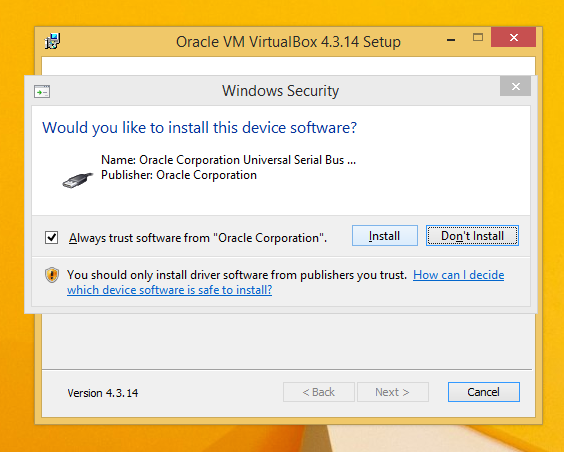 Oracle VM VirtualBox 4.3.14 Setup
Windows Security
Would you like to install this device software?
Name: Oracle Corporation Universal Serial Bus ...
Publisher: Oracle Corporation
Always trust software from "Oracle Corporation".
Install
Don't Install
You should only install driver software from publishers you trust. How can I decide
which device software is safe to install?
Version 4.3.14
< Back
Next >
Cancel